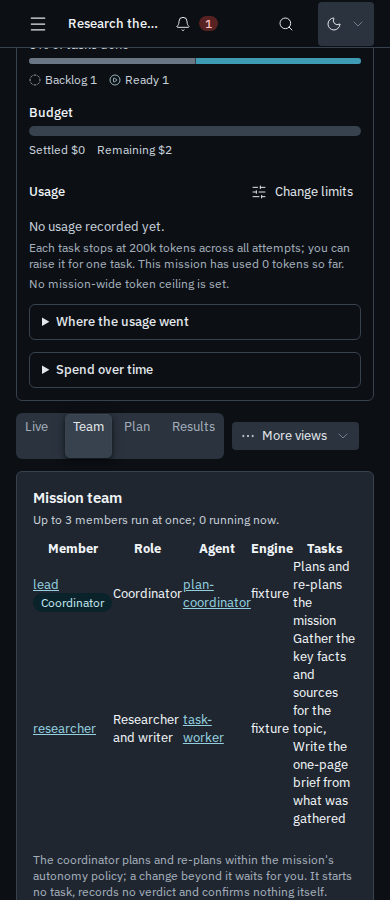 Research the...
1
Backlog 1 Ready 1
Budget
Settled $0 Remaining $2
Usage
Change limits
No usage recorded yet.
Each task stops at 200k tokens across all attempts; you can
raise it for one task. This mission has used 0 tokens so far.
No mission-wide token ceiling is set.
Where the usage went
Spend over time
Live Team Plan Results
More views
Mission team
Up to 3 members run at once; 0 running now.
Member Role Agent Engine Tasks
lead
Coordinator
Coordinator
plan-
coordinator
fixture
Plans and
re-plans
the
mission
researcher
Researcher
and writer
task-
worker
fixture
Gather the
key facts
and
sources
for the
topic,
Write the
one-page
brief from
what was
gathered
The coordinator plans and re-plans within the mission's
autonomy policy; a change beyond it waits for you. It starts
no task, records no verdict and confirms nothing itself.